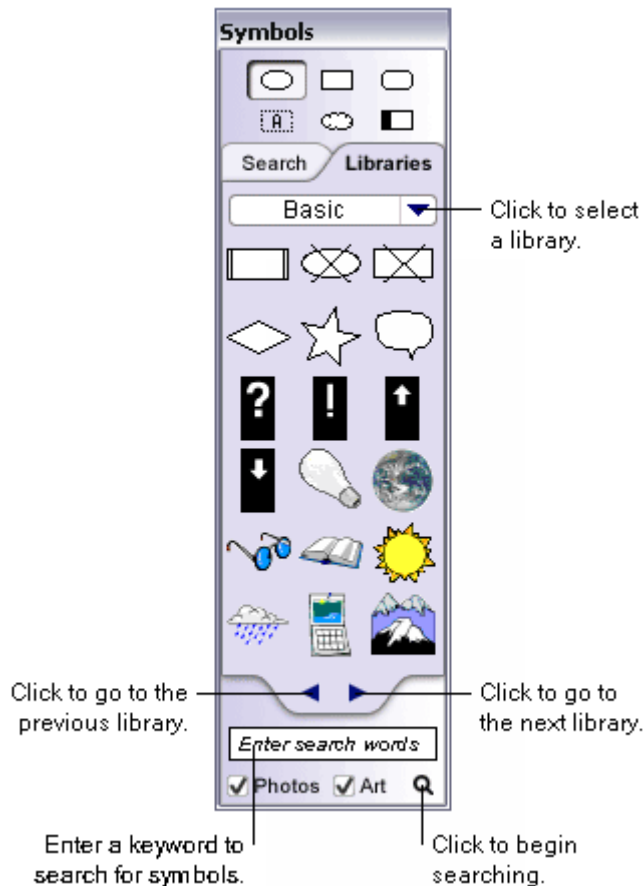 Symbols
A
Search Libraries
Basic
Click to select
a library.
?
!
Click to go to the
previous library.
Click to go to
the next library.
Enter search words
Photos Art
Enter a keyword to
search for symbols.
Click to begin
searching.